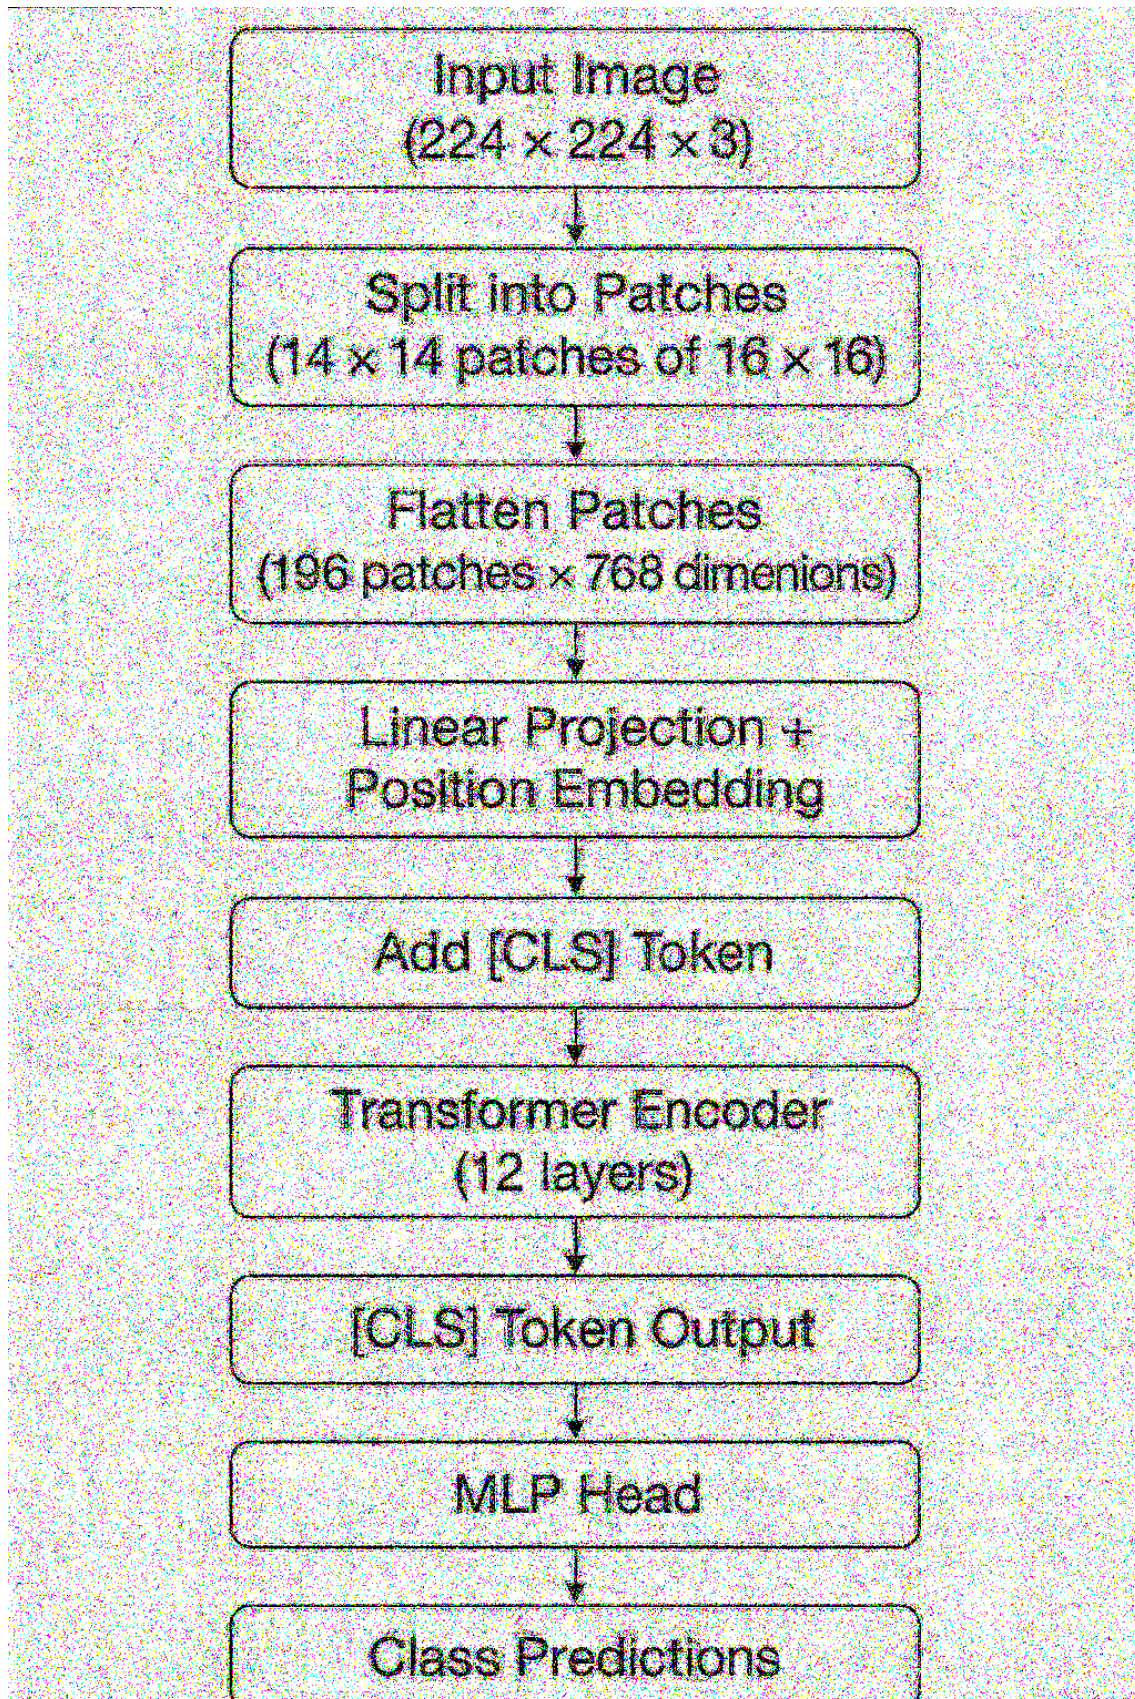 Input Image
(224 × 224 × 3)
Split into Patches
(14 × 14 patches of 16 × 16)
Flatten Patches
(196 patches × 768 dimenions)
Linear Projection +
Position Embedding
Add [CLS] Token
Transformer Encoder
(12 layers)
[CLS] Token Output
MLP Head
Class Predictions